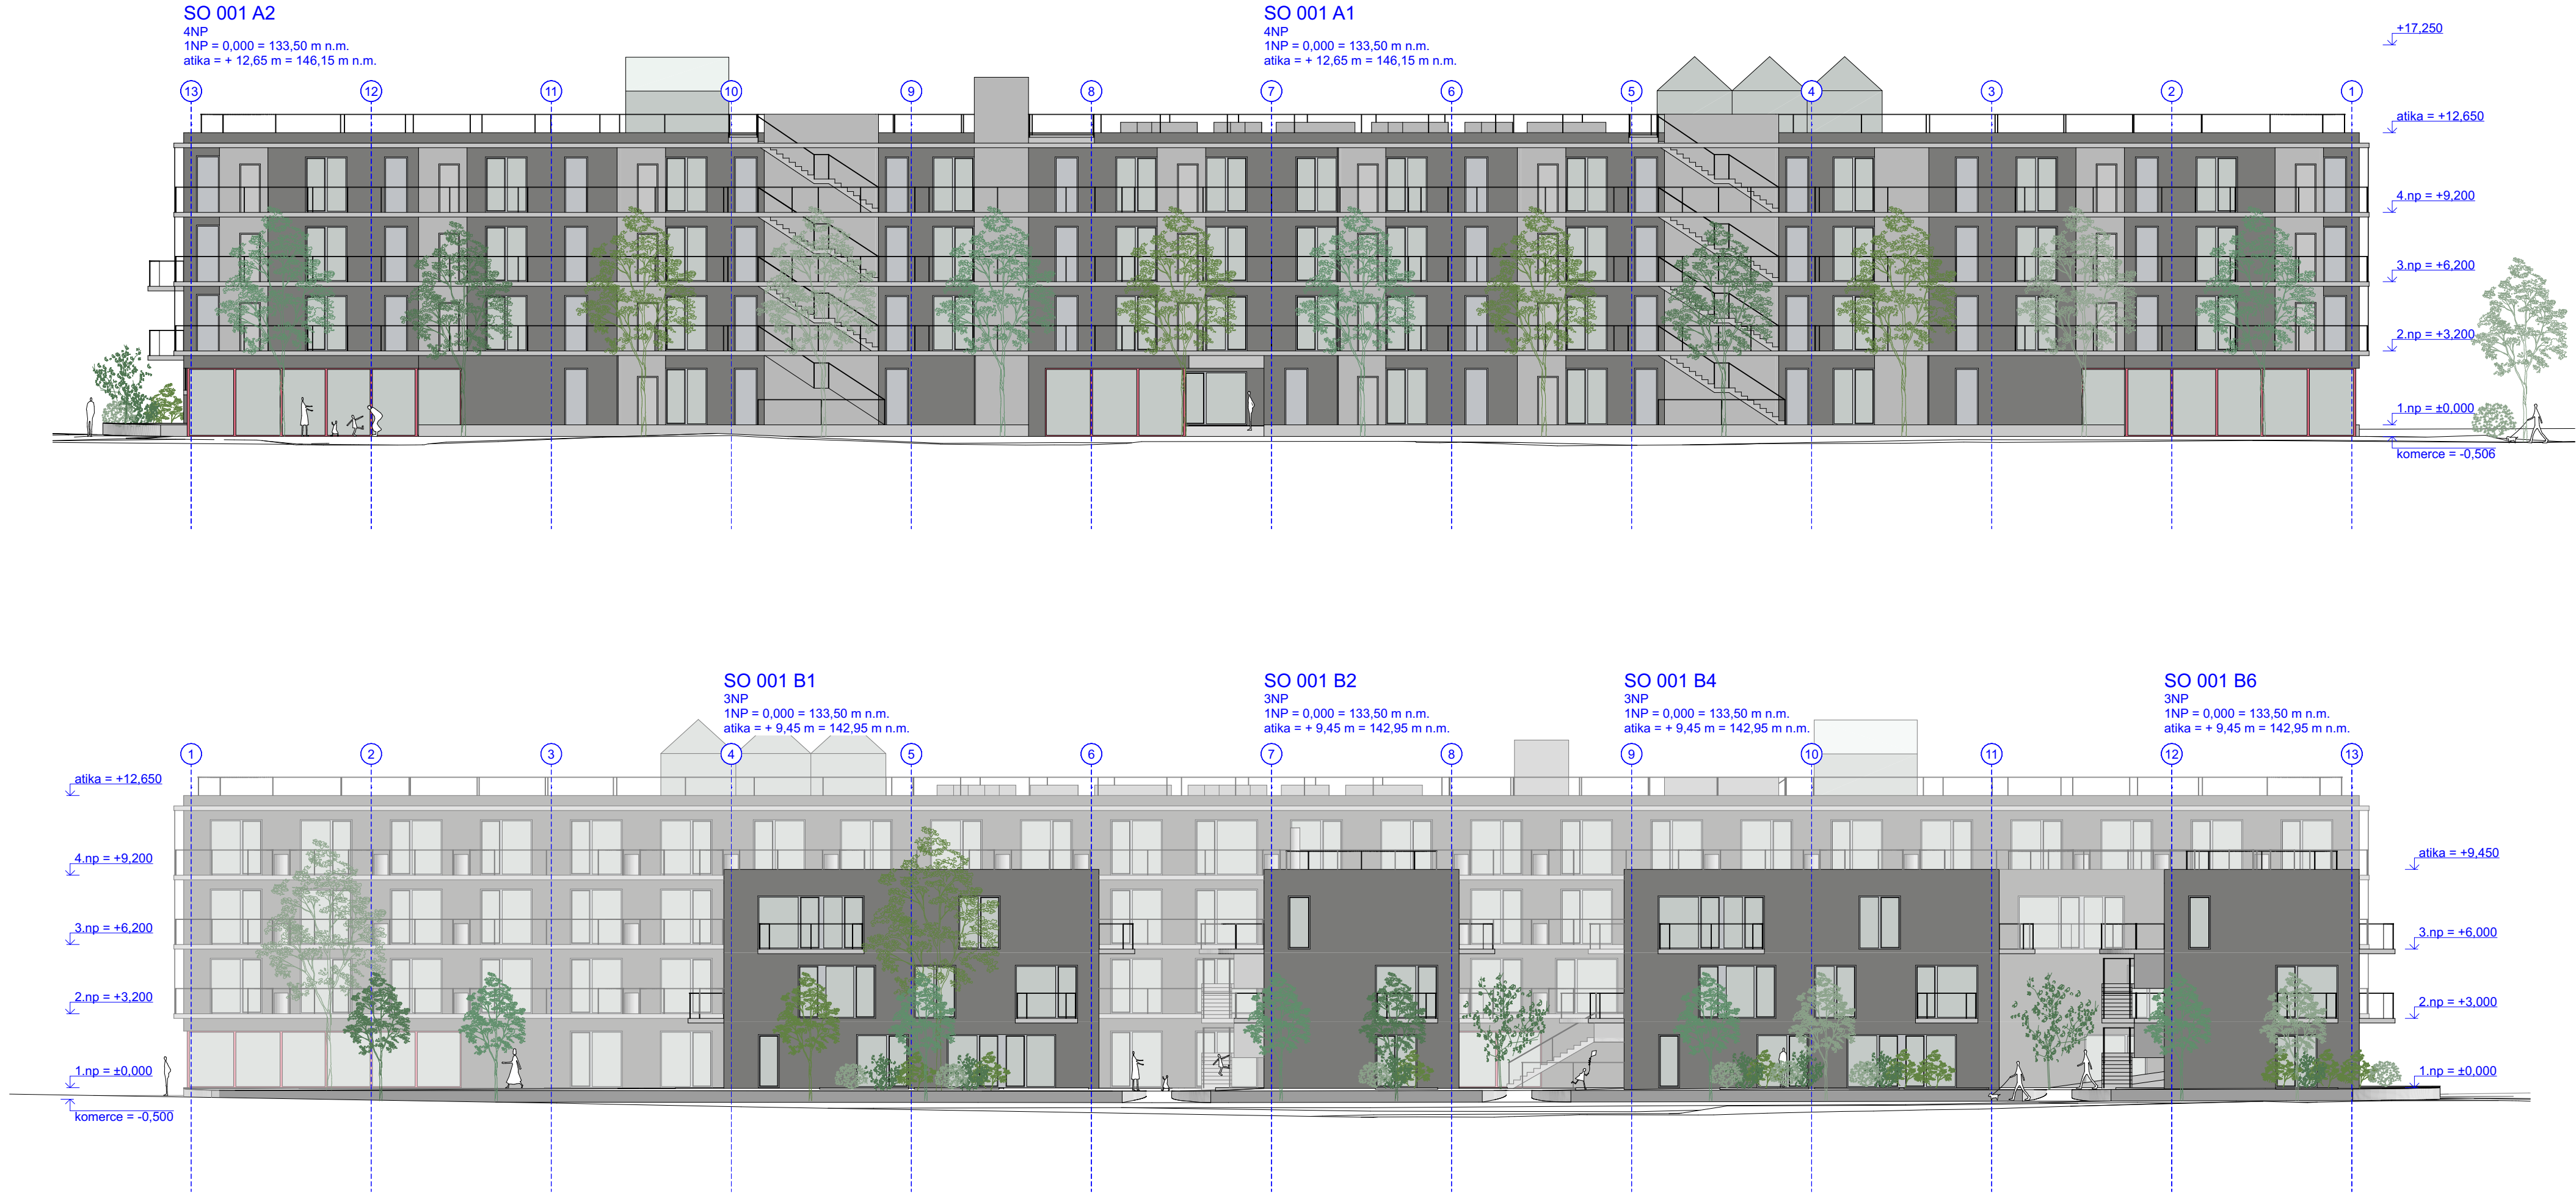 SO 001 A2
4NP
1NP = 0,000 = 133,50 m n.m.
atika = + 12,65 m = 146,15 m n.m.
SO 001 A1
4NP
1NP = 0,000 = 133,50 m n.m.
atika = + 12,65 m = 146,15 m n.m.
+17,250
13 12 11 10 9 8 7 6 5 4 3 2 1
atika = +12,650
4.np = +9,200
3.np = +6,200
2.np = +3,200
1.np = ±0,000
komerce = -0,506
SO 001 B1
3NP
1NP = 0,000 = 133,50 m n.m.
atika = + 9,45 m = 142,95 m n.m.
SO 001 B2
3NP
1NP = 0,000 = 133,50 m n.m.
atika = + 9,45 m = 142,95 m n.m.
SO 001 B4
3NP
1NP = 0,000 = 133,50 m n.m.
atika = + 9,45 m = 142,95 m n.m.
SO 001 B6
3NP
1NP = 0,000 = 133,50 m n.m.
atika = + 9,45 m = 142,95 m n.m.
1 2 3 4 5 6 7 8 9 10 11 12 13
atika = +12,650
4.np = +9,200
3.np = +6,200
2.np = +3,200
1.np = ±0,000
komerce = -0,500
atika = +9,450
3.np = +6,000
2.np = +3,000
1.np = ±0,000